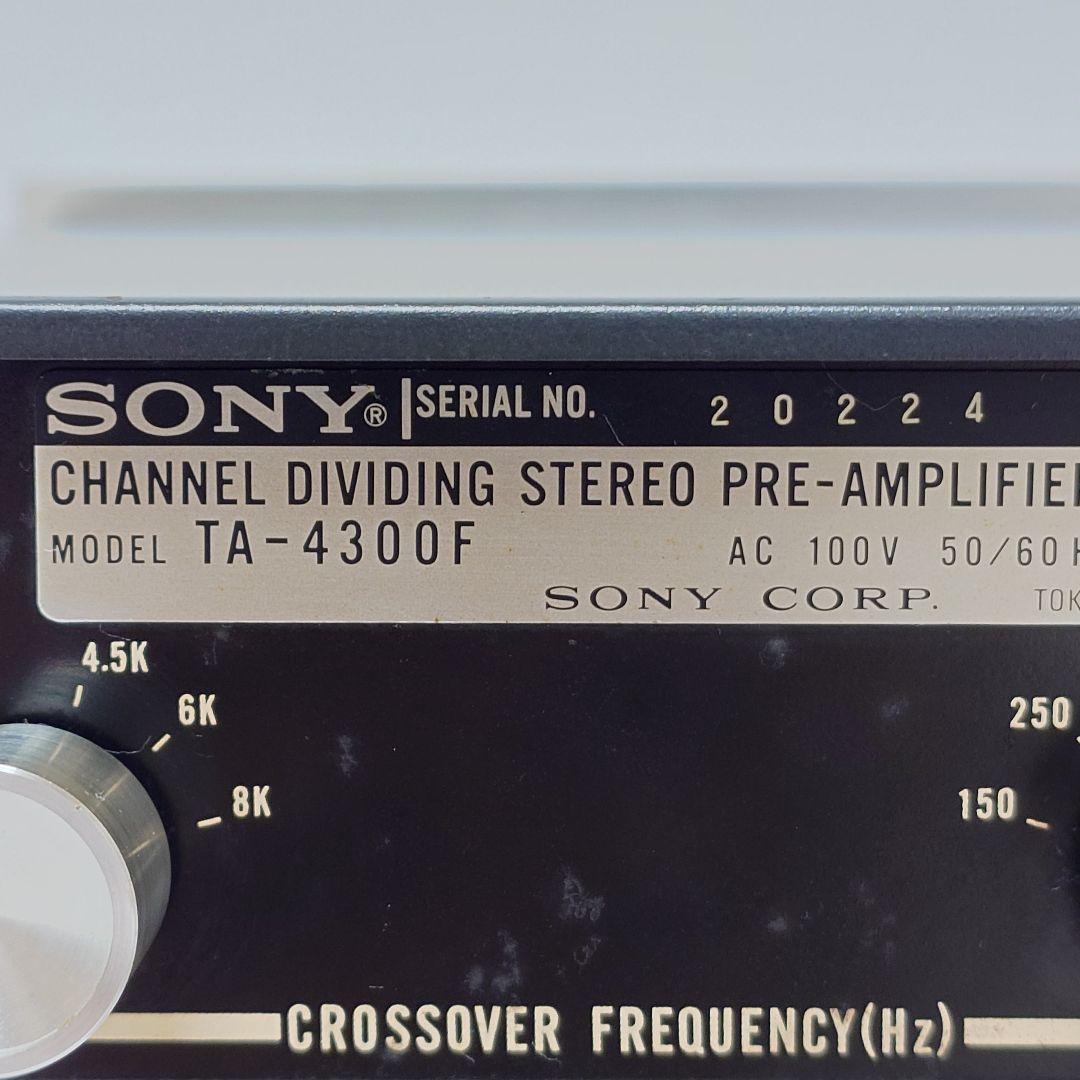 SONY® SERIAL NO. 20224
CHANNEL DIVIDING STEREO PRE-AMPLIFIE
MODEL TA-4300F AC 100V 50/60
SONY CORP. TOK
4.5K
6K
8K
250
150
CROSSOVER FREQUENCY(Hz)